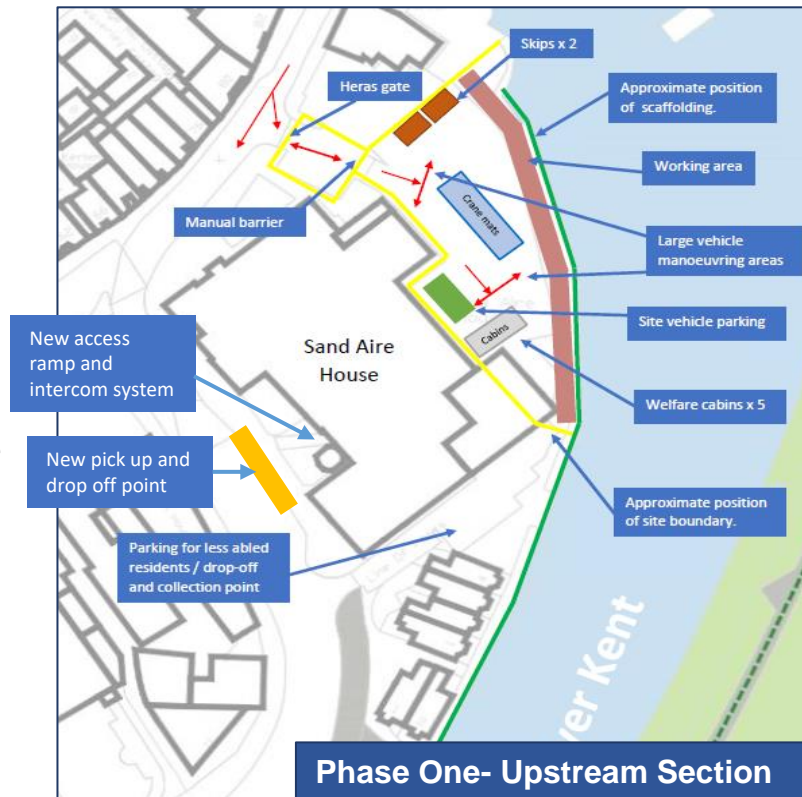 Skips x 2
Heras gate
Approximate position
of scaffolding.
Working area
Manual barrier
Crane mats
Large vehicle
manoeuvring areas
New access
ramp and
intercom system
Sand Aire
House
Cabins
Site vehicle parking
Welfare cabins x 5
New pick up and
drop off point
Approximate position
of site boundary.
Parking for less abled
residents / drop-off
and collection point
ver Kent
Phase One- Upstream Section